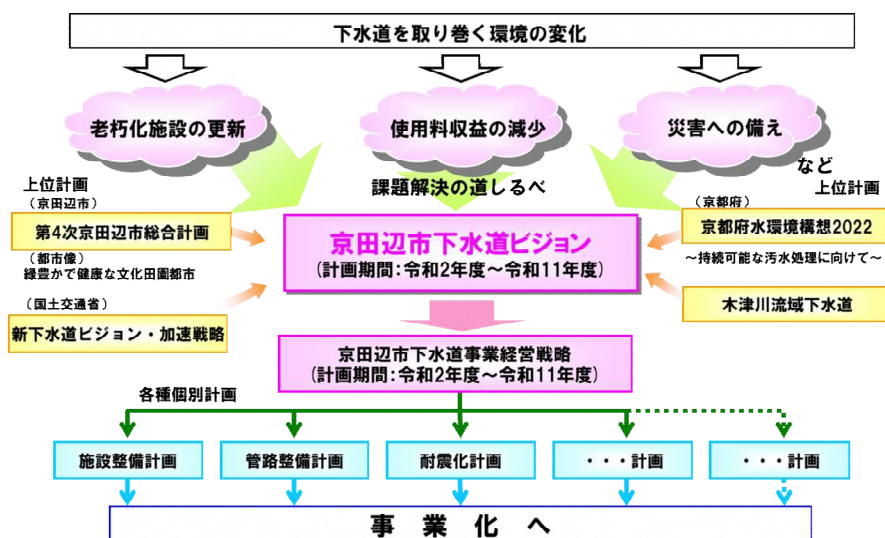 下水道を取り巻く環境の変化
老朽化施設の更新
使用料収益の減少
災害への備え
など
上位計画
(京田辺市)
第4次京田辺市総合計画
(都市像)
緑豊かで健康な文化田園都市
(国土交通省)
新下水道ビジョン・加速戦略
課題解決の道しるべ
京田辺市下水道ビジョン
(計画期間:令和2年度~令和11年度)
上位計画
(京都府)
京都府水環境構想2022
~持続可能な汚水処理に向けて~
木津川流域下水道
京田辺市下水道事業経営戦略
(計画期間:令和2年度~令和11年度)
各種個別計画
施設整備計画
管路整備計画
耐震化計画
・・・計画
・・・計画
事業化へ